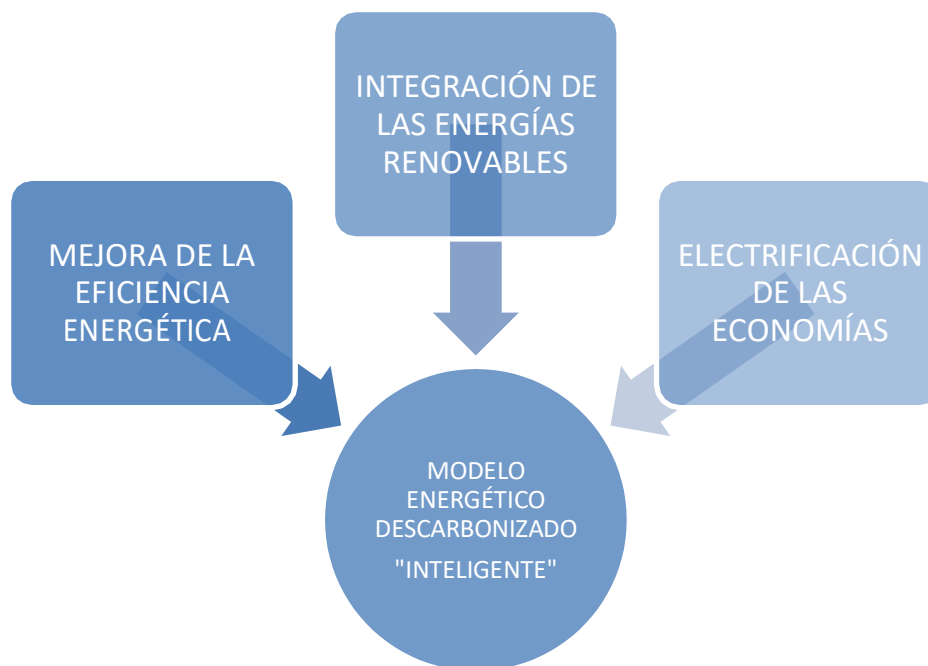 INTEGRACIÓN DE
LAS ENERGÍAS
RENOVABLES
MEJORA DE LA
EFICIENCIA
ENERGÉTICA
ELECTRIFICACIÓN
DE LAS
ECONOMÍAS
MODELO
ENERGÉTICO
DESCARBONIZADO
"INTELIGENTE"